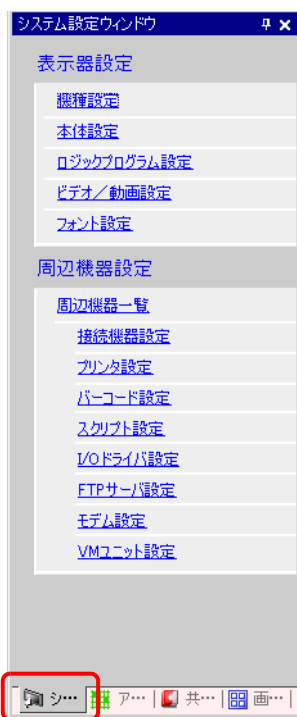 システム設定ウィンドウ
表示器設定
機種設定
本体設定
ロジックプログラム設定
ビデオ／動画設定
フォント設定
周辺機器設定
周辺機器一覧
接続機器設定
プリンタ設定
バーコード設定
スクリプト設定
I/Oドライバ設定
FTPサーバ設定
モデム設定
VMユニット設定
シ… ア… 共… 画…